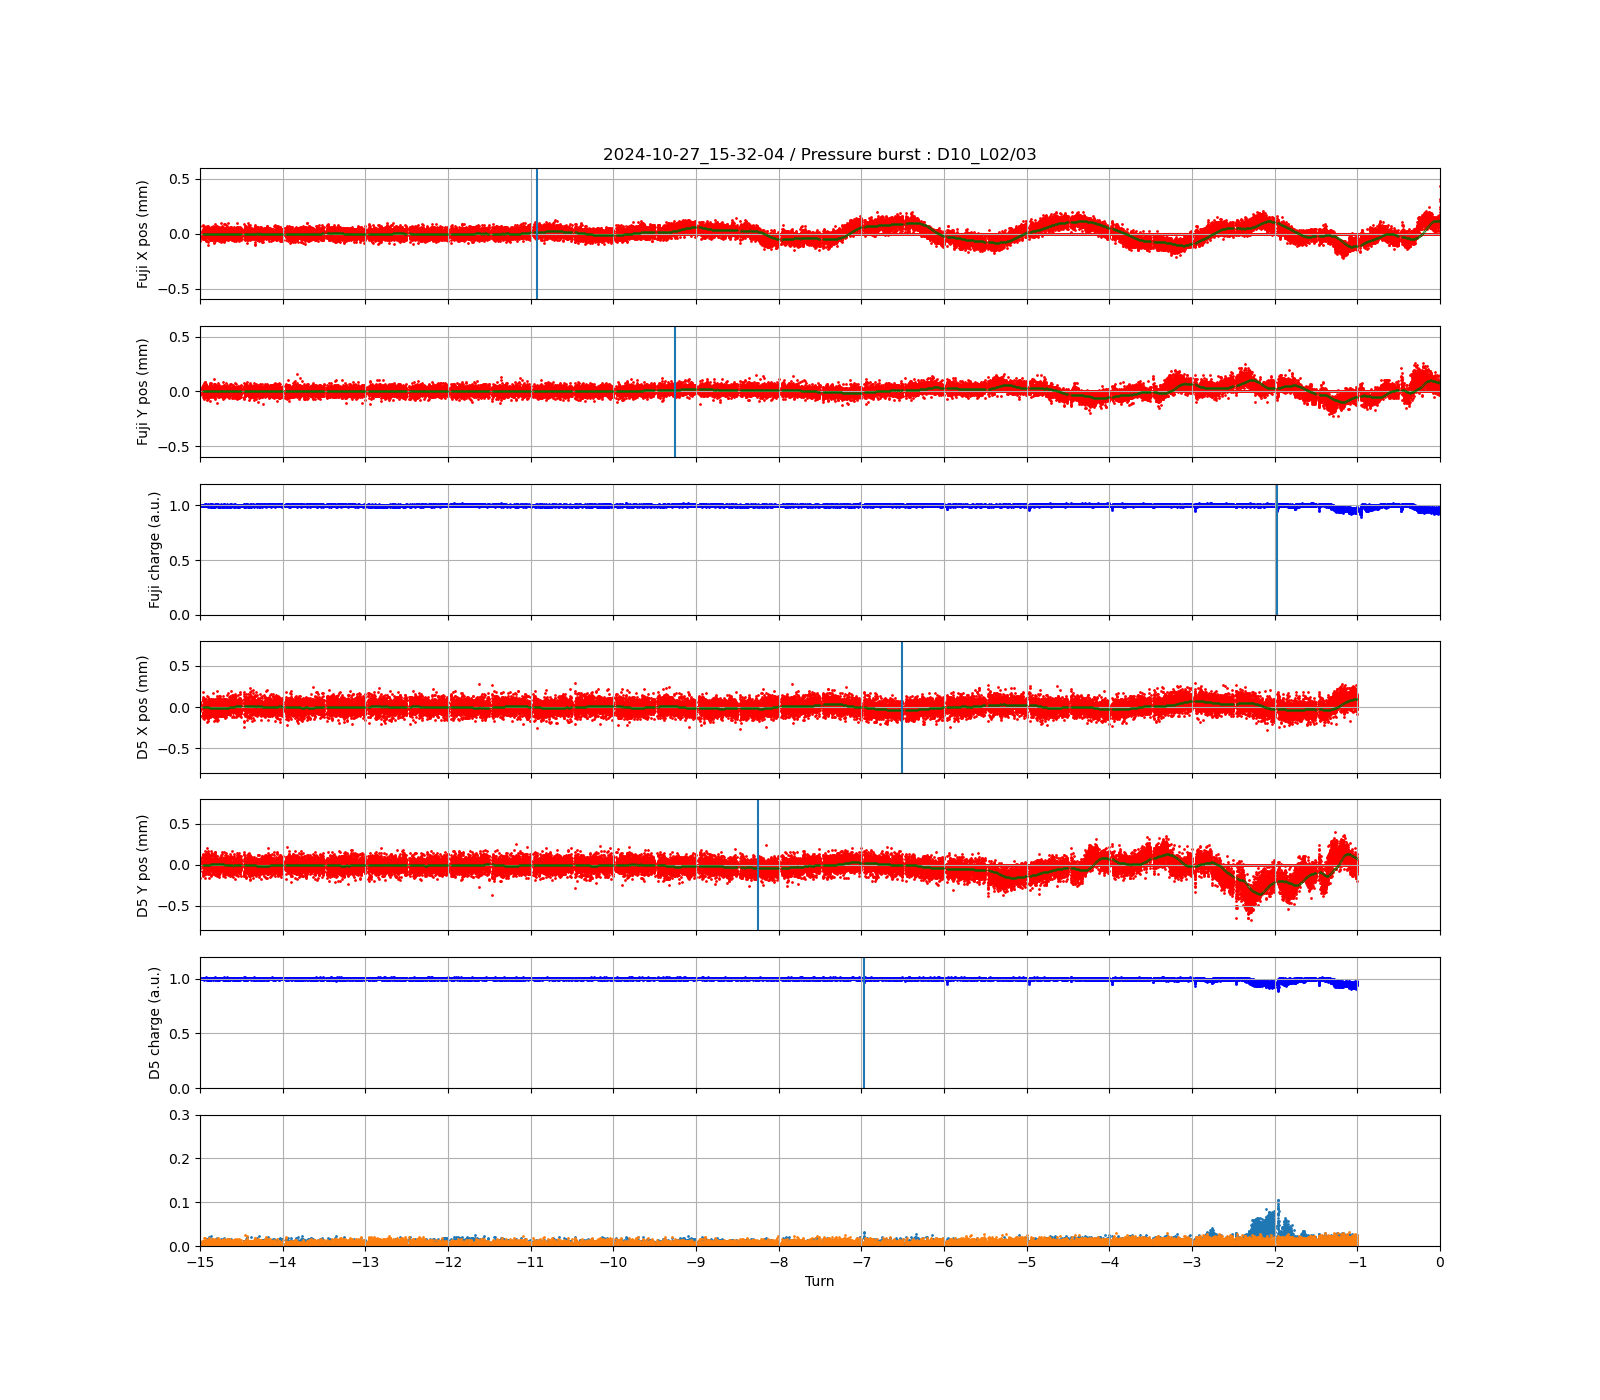 2024-10-27_15-32-04 / Pressure burst : D10_L02/03
Fuji X pos (mm)
0.5
0.0
−0.5
Fuji Y pos (mm)
0.5
0.0
−0.5
Fuji charge (a.u.)
1.0
0.5
0.0
D5 X pos (mm)
0.5
0.0
−0.5
D5 Y pos (mm)
0.5
0.0
−0.5
D5 charge (a.u.)
1.0
0.5
0.0
0.3
0.2
0.1
0.0
−15 −14 −13 −12 −11 −10 −9 −8 −7 −6 −5 −4 −3 −2 −1 0
Turn